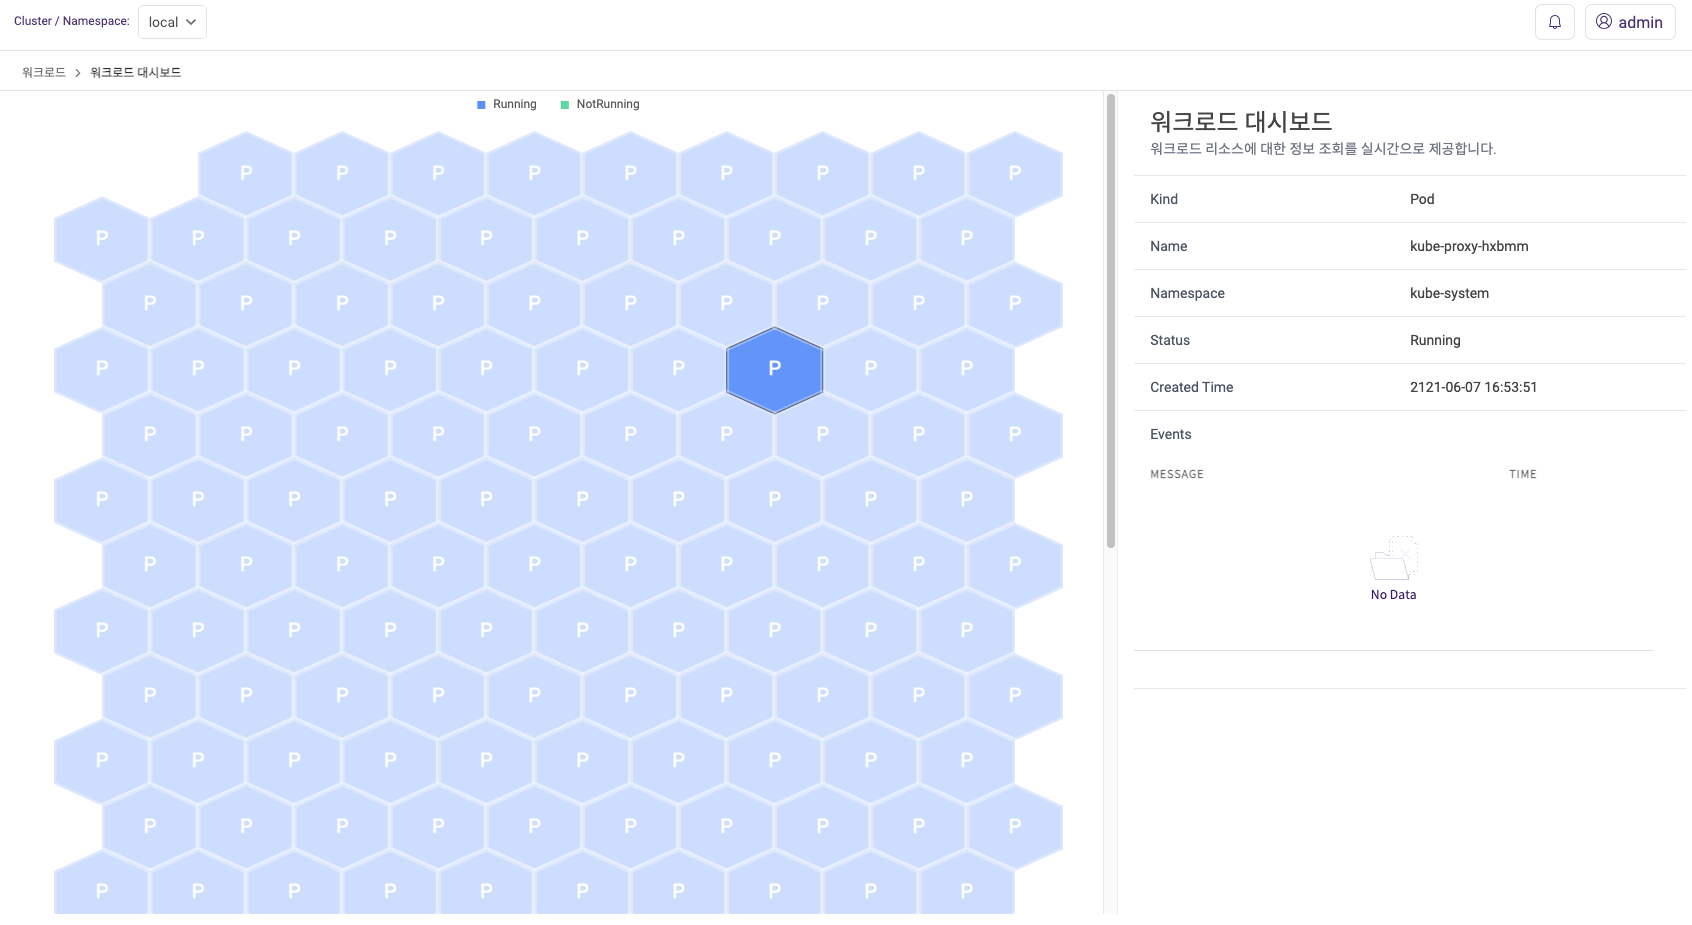 Cluster / Namespace: local admin
워크로드 > 워크로드 대시보드
Running NotRunning
P P P P P P P P P
P P P P P P P P P P
P P P P P P P P P P
P P P P P P P P P P
P P P P P P P P P P
P P P P P P P P P P
P P P P P P P P P P
P P P P P P P P P P
P P P P P P P P P P
P P P P P P P P P P
P P P P P P P P P P
P P P P P P P P P P
워크로드 대시보드
워크로드 리소스에 대한 정보 조회를 실시간으로 제공합니다.
Kind Pod
Name kube-proxy-hxbmm
Namespace kube-system
Status Running
Created Time 2121-06-07 16:53:51
Events
MESSAGE TIME
No Data